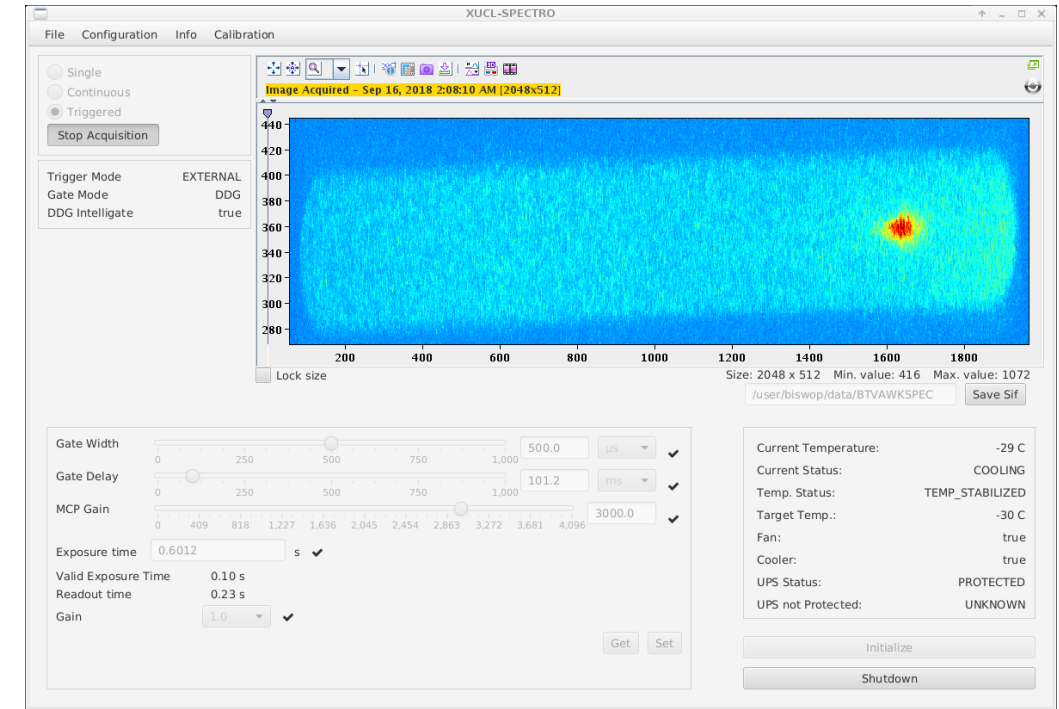 XUCL-SPECTRO
File Configuration Info Calibration
Single
Continuous
Triggered
Stop Acquisition
Trigger Mode EXTERNAL
Gate Mode DDG
DDG Intelligate true
Image Acquired - Sep 16, 2018 2:08:10 AM [2048x512]
440
420
400
380
360
340
320
300
280
200 400 600 800 1000 1200 1400 1600 1800
Lock size
Size: 2048 x 512 Min. value: 416 Max. value: 1072
/user/biswop/data/BTVAWKSPEC Save Sif
Gate Width 500.0 µs
0 250 500 750 1,000
Gate Delay 101.2 ms
0 250 500 750 1,000
MCP Gain 3000.0
0 409 818 1,227 1,636 2,045 2,454 2,863 3,272 3,681 4,096
Exposure time 0.6012 s
Valid Exposure Time 0.10 s
Readout time 0.23 s
Gain 1.0
Get Set
Current Temperature: -29 C
Current Status: COOLING
Temp. Status: TEMP_STABILIZED
Target Temp.: -30 C
Fan: true
Cooler: true
UPS Status: PROTECTED
UPS not Protected: UNKNOWN
Initialize
Shutdown